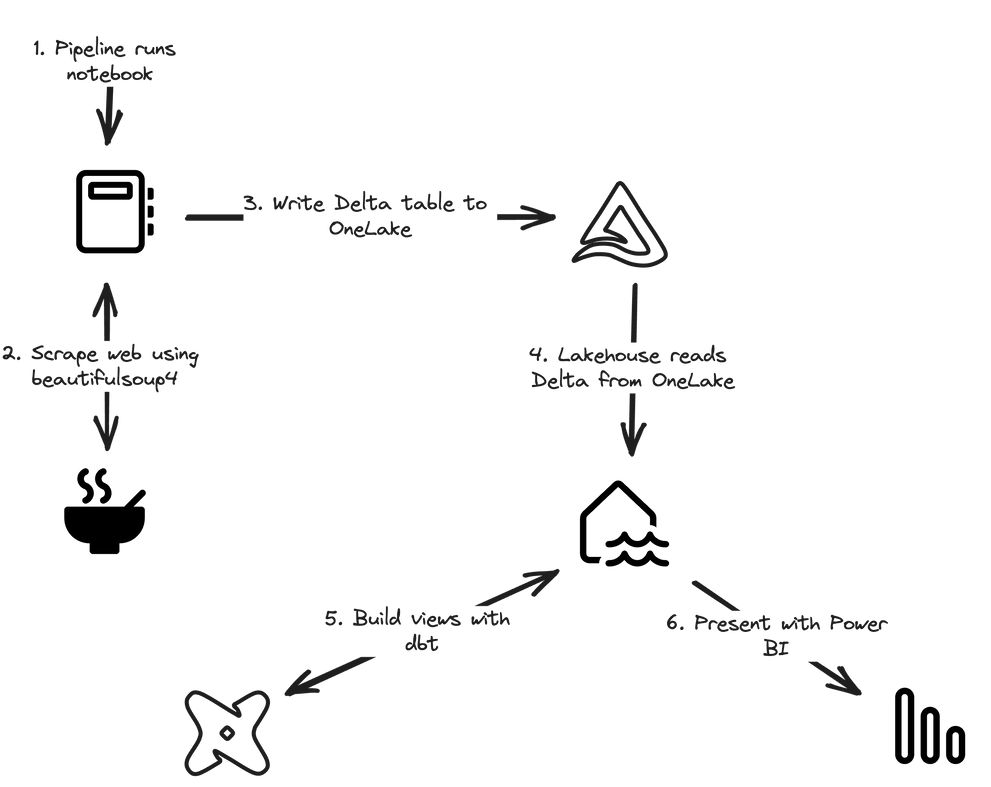 1. Pipeline runs
notebook
3. Write Delta table to
OneLake
2. Scrape web using
beautifulsoup4
4. Lakehouse reads
Delta from OneLake
5. Build views with
dbt
6. Present with Power
BI